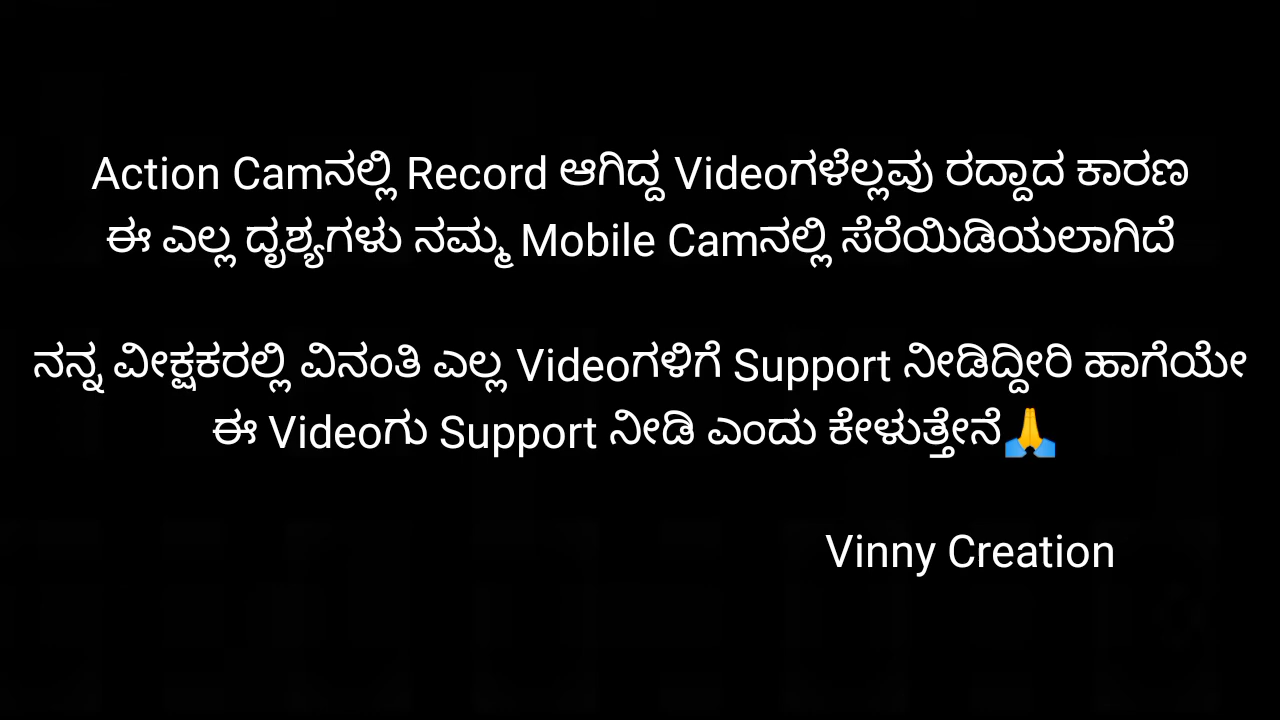 Action Camನಲ್ಲಿ Record ಆಗಿದ್ದ Videoಗಳೆಲ್ಲವು ರದ್ದಾದ ಕಾರಣ
ಈ ಎಲ್ಲ ದೃಶ್ಯಗಳು ನಮ್ಮ Mobile Camನಲ್ಲಿ ಸೆರೆಯಿಡಿಯಲಾಗಿದೆ
ನನ್ನ ವೀಕ್ಷಕರಲ್ಲಿ ವಿನಂತಿ ಎಲ್ಲ Videoಗಳಿಗೆ Support ನೀಡಿದ್ದೀರಿ ಹಾಗೆಯೇ
ಈ Videoಗು Support ನೀಡಿ ಎಂದು ಕೇಳುತ್ತೇನೆ🙏
Vinny Creation